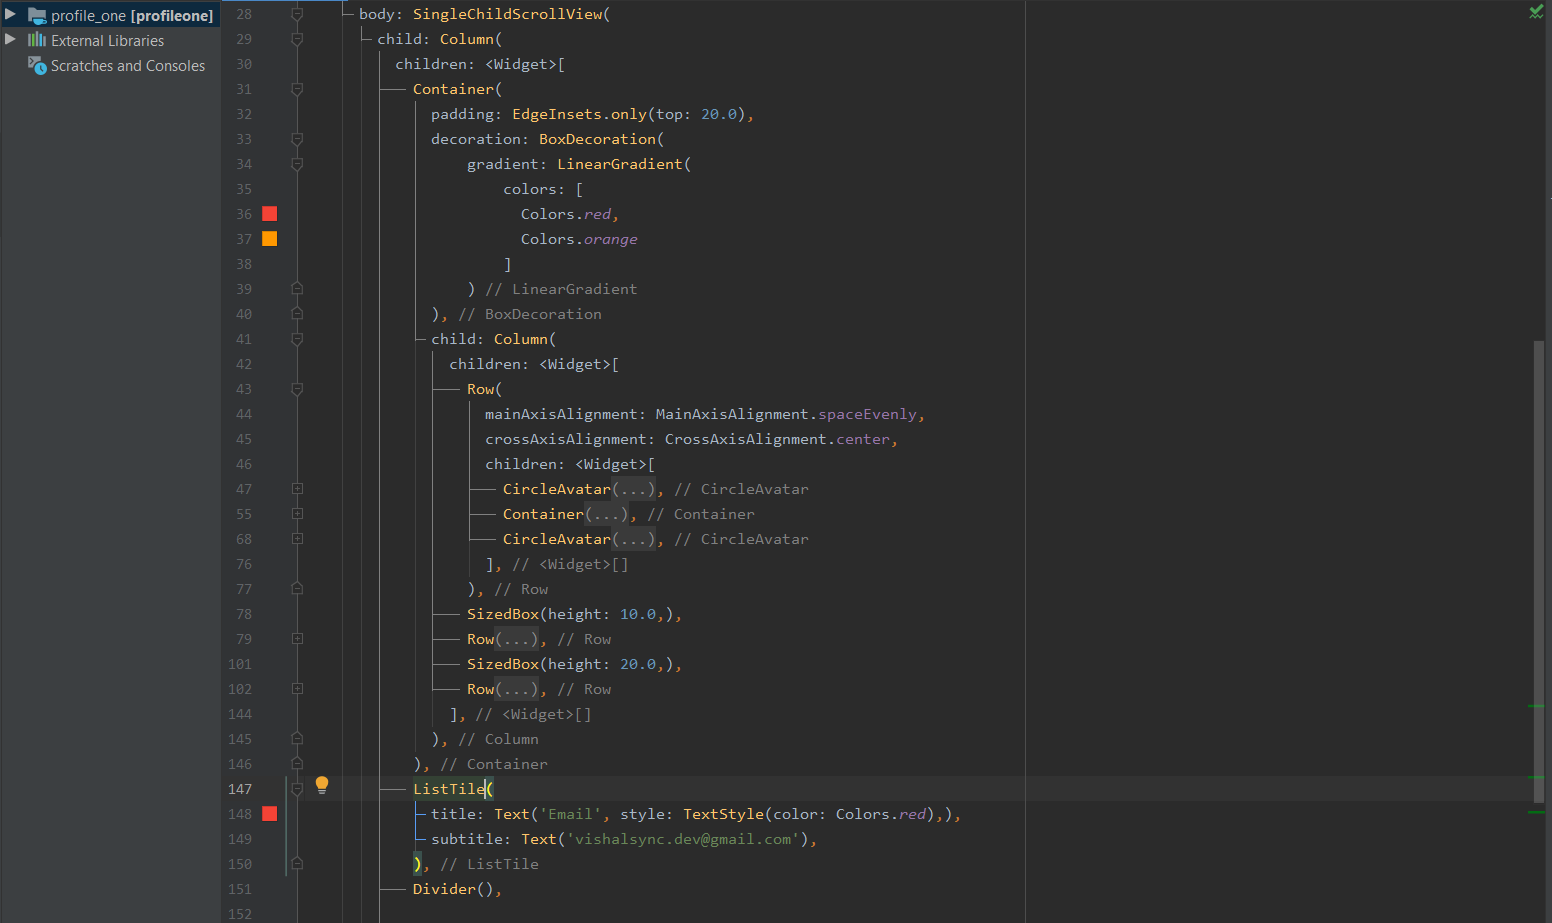 profile_one [profileone]
External Libraries
Scratches and Consoles
28 body: SingleChildScrollView(
29 child: Column(
30 children: <Widget>[
31 Container(
32 padding: EdgeInsets.only(top: 20.0),
33 decoration: BoxDecoration(
34 gradient: LinearGradient(
35 colors: [
36 Colors.red,
37 Colors.orange
38 ]
39 ) // LinearGradient
40 ), // BoxDecoration
41 child: Column(
42 children: <Widget>[
43 Row(
44 mainAxisAlignment: MainAxisAlignment.spaceEvenly,
45 crossAxisAlignment: CrossAxisAlignment.center,
46 children: <Widget>[
47 CircleAvatar(...), // CircleAvatar
55 Container(...), // Container
68 CircleAvatar(...), // CircleAvatar
76 ], // <Widget>[]
77 ), // Row
78 SizedBox(height: 10.0,),
79 Row(...), // Row
101 SizedBox(height: 20.0,),
102 Row(...), // Row
144 ], // <Widget>[]
145 ), // Column
146 ), // Container
147 ListTile(
148 title: Text('Email', style: TextStyle(color: Colors.red),),
149 subtitle: Text('vishalsync.dev@gmail.com'),
150 ), // ListTile
151 Divider(),
152